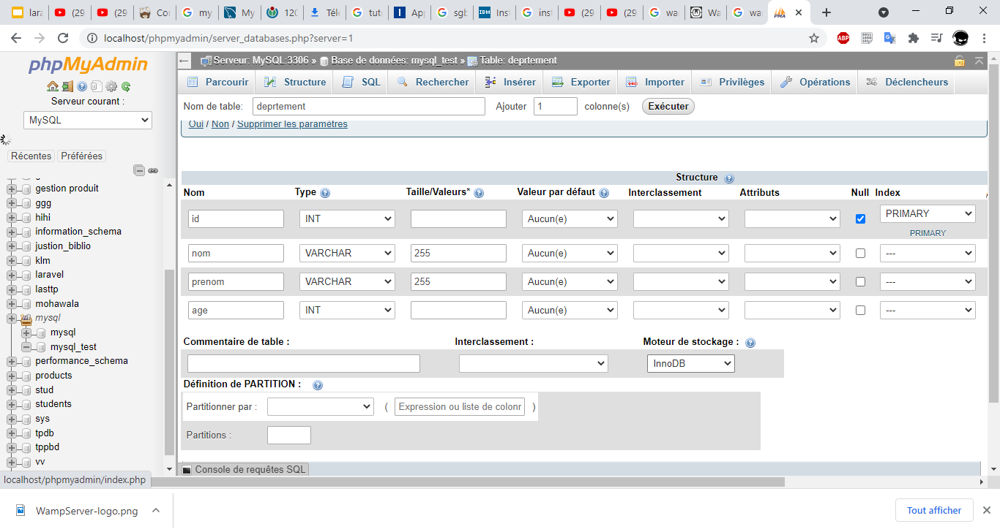 lara
(29
(29
Co
my
My
120
Télé
tuto
App
sgb
Inst
inst
(29
(29
wa
Wa
wa
localhost/phpmyadmin/server_databases.php?server=1
phpMyAdmin
Serveur courant :
MySQL
Récentes Préférées
gestion produit
ggg
hihi
information_schema
justion_biblio
klm
laravel
lasttp
mohawala
mysql
mysql
mysql_test
performance_schema
products
stud
students
sys
tpdb
tppbd
vv
localhost/phpmyadmin/index.php
Serveur: MySQL:3306 » Base de données: mysql_test » Table: deprtement
Parcourir Structure SQL Rechercher Insérer Exporter Importer Privilèges Opérations Déclencheurs
Nom de table: deprtement Ajouter 1 colonne(s) Exécuter
Oui / Non / Supprimer les paramètres
Structure
Nom Type Taille/Valeurs* Valeur par défaut Interclassement Attributs Null Index
id INT Aucun(e) PRIMARY
PRIMARY
nom VARCHAR 255 Aucun(e) ---
prenom VARCHAR 255 Aucun(e) ---
age INT Aucun(e) ---
Commentaire de table : Interclassement : Moteur de stockage :
InnoDB
Définition de PARTITION :
Partitionner par : ( Expression ou liste de colonr )
Partitions :
Console de requêtes SQL
WampServer-logo.png
Tout afficher